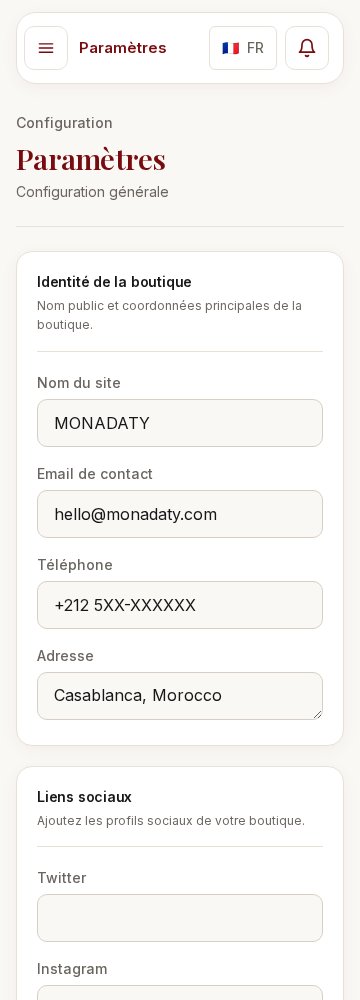 Paramètres
FR
Configuration
Paramètres
Configuration générale
Identité de la boutique
Nom public et coordonnées principales de la
boutique.
Nom du site
MONADATY
Email de contact
hello@monadaty.com
Téléphone
+212 5XX-XXXXXX
Adresse
Casablanca, Morocco
Liens sociaux
Ajoutez les profils sociaux de votre boutique.
Twitter
Instagram